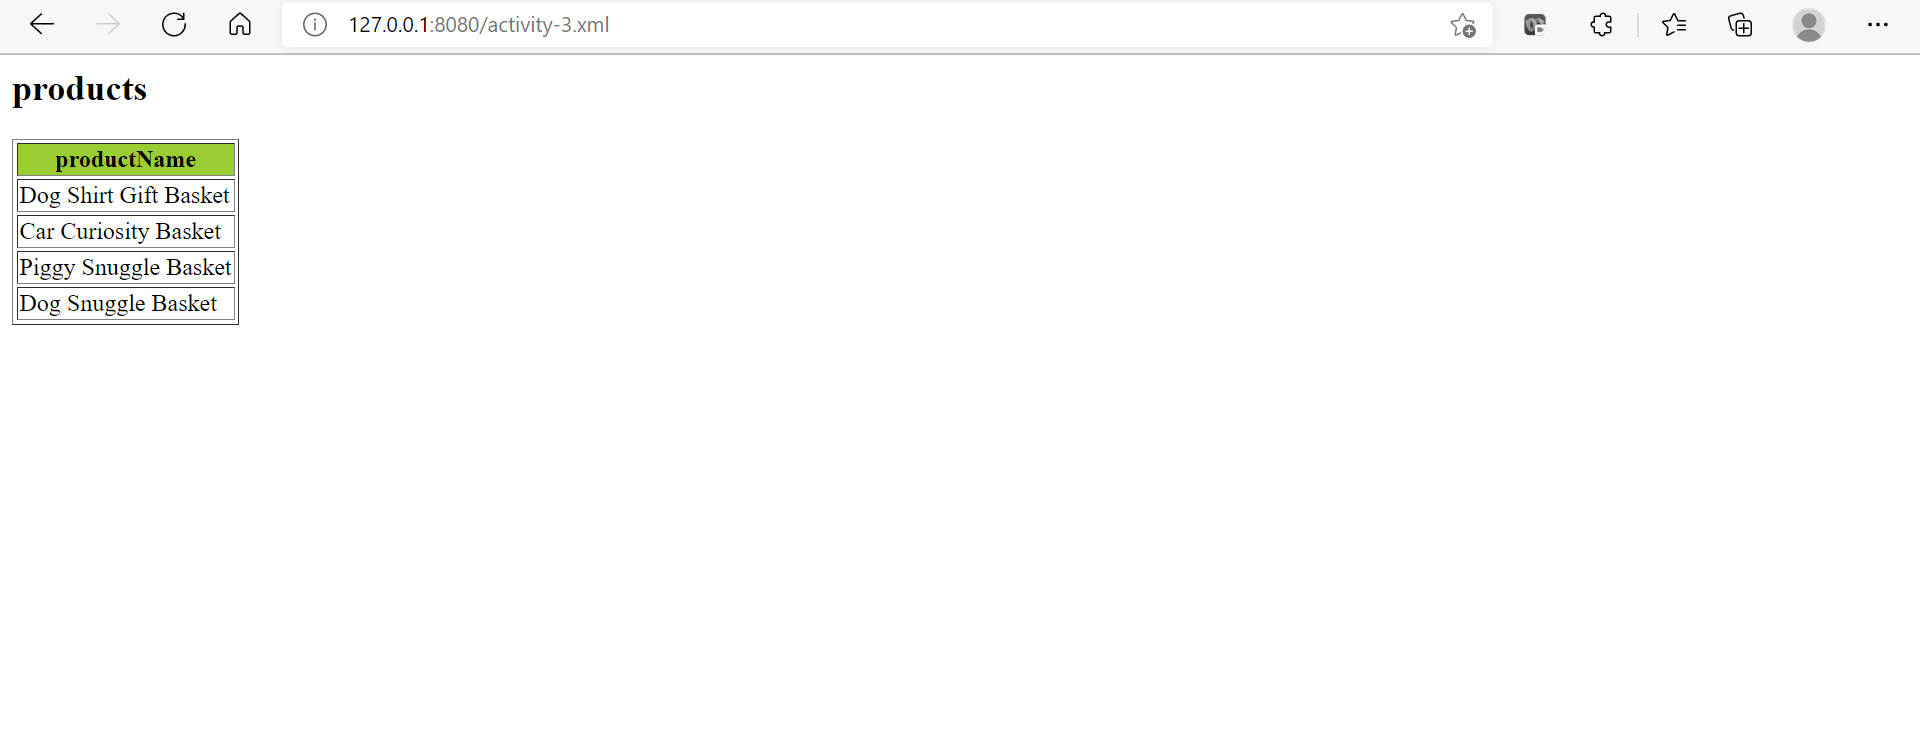 127.0.0.1:8080/activity-3.xml
products
productName
Dog Shirt Gift Basket
Car Curiosity Basket
Piggy Snuggle Basket
Dog Snuggle Basket